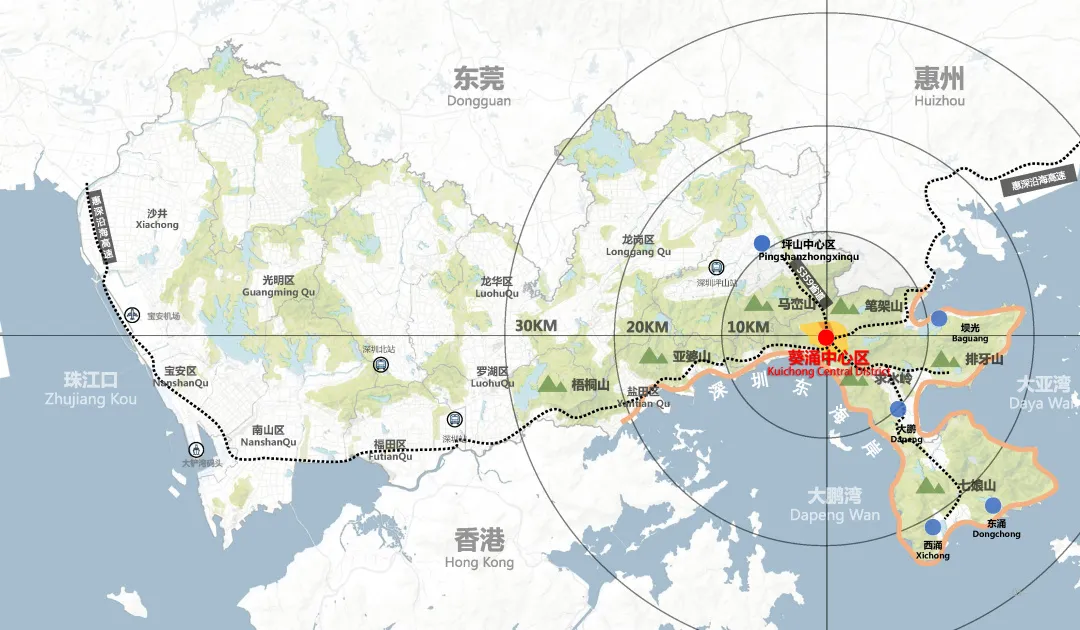 东莞
Dongguan
惠州
Huizhou
惠深沿海高速
惠深沿海高速
沙井
Xiachong
龙岗区
Longgang Qu
坪山中心区
Pingshanzhongxinqu
光明区
Guangming Qu
龙华区
LuohuQu
深圳坪山站
S359省道
马峦山
笔架山
宝安机场
30KM
20KM
10KM
坝光
Baguang
深圳北站
亚婆山
葵涌中心区
Kuichong Central District
排牙山
珠江口
Zhujiang Kou
宝安区
NanshanQu
罗湖区
LuohuQu
梧桐山
盐田区
Yantian Qu
求水岭
大亚湾
Daya Wan
深圳东海岸
南山区
NanshanQu
福田区
FutianQu
深圳站
大鹏
Dapeng
大铲湾码头
七娘山
大鹏湾
Dapeng Wan
东涌
Dongchong
香港
Hong Kong
西涌
Xichong